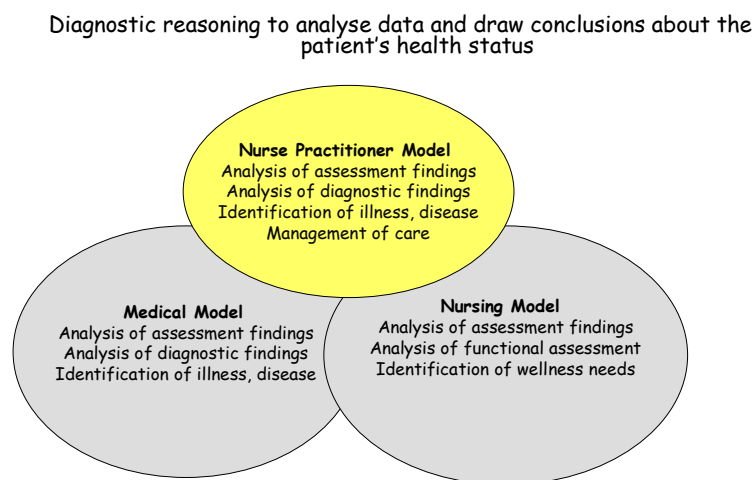 Diagnostic reasoning to analyse data and draw conclusions about the
patient's health status
Nurse Practitioner Model
Analysis of assessment findings
Analysis of diagnostic findings
Identification of illness, disease
Management of care
Medical Model
Analysis of assessment findings
Analysis of diagnostic findings
Identification of illness, disease
Nursing Model
Analysis of assessment findings
Analysis of functional assessment
Identification of wellness needs